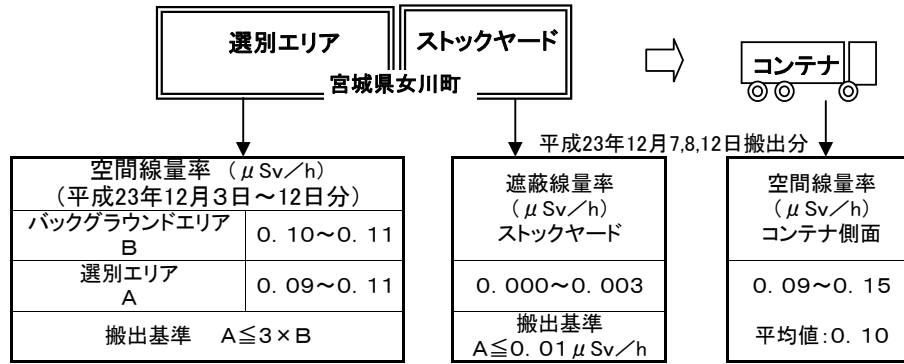 選別エリア
ストックヤード
コンテナ
宮城県女川町
平成23年12月7,8,12日搬出分
空間線量率 (μSv/h)
(平成23年12月3日～12日分)
バックグラウンドエリア
B
0.10～0.11
選別エリア
A
0.09～0.11
搬出基準 A≦3×B
遮蔽線量率
(μSv/h)
ストックヤード
0.000～0.003
搬出基準
A≦0.01μSv/h
空間線量率
(μSv/h)
コンテナ側面
0.09～0.15
平均値:0.10